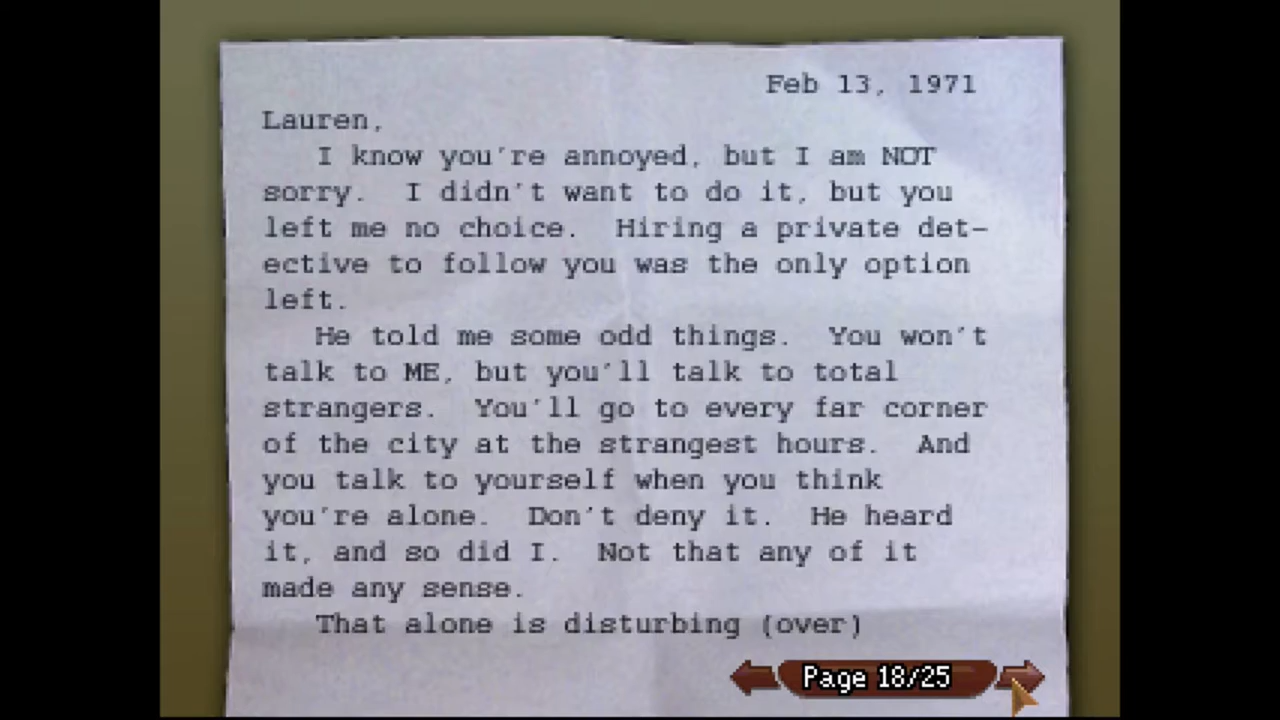 Feb 13, 1971
Lauren,
I know you're annoyed, but I am NOT
sorry. I didn't want to do it, but you
left me no choice. Hiring a private det-
ective to follow you was the only option
left.
He told me some odd things. You won't
talk to ME, but you'll talk to total
strangers. You'll go to every far corner
of the city at the strangest hours. And
you talk to yourself when you think
you're alone. Don't deny it. He heard
it, and so did I. Not that any of it
made any sense.
That alone is disturbing (over)
Page 18/25